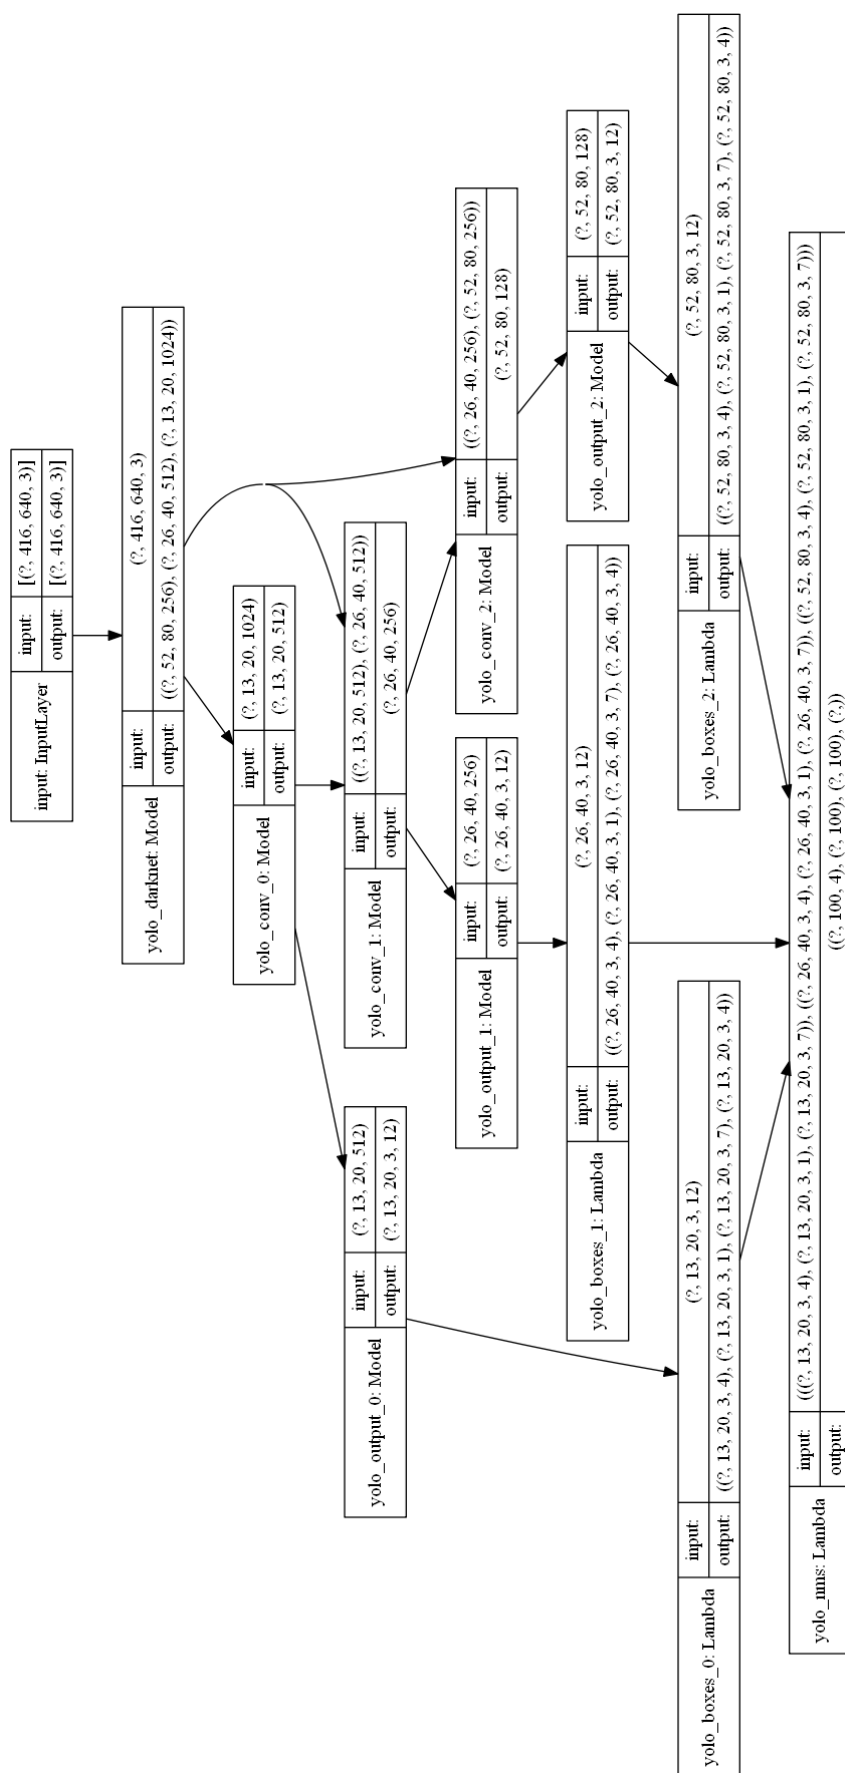 input: InputLayer
input:
[(?, 416, 640, 3)]
output:
[(?, 416, 640, 3)]
yolo_darknet: Model
input:
(?, 416, 640, 3)
output:
((?, 52, 80, 256), (?, 26, 40, 512), (?, 13, 20, 1024))
yolo_conv_0: Model
input:
(?, 13, 20, 1024)
output:
(?, 13, 20, 512)
yolo_output_0: Model
input:
(?, 13, 20, 512)
output:
(?, 13, 20, 3, 12)
yolo_conv_1: Model
input:
((?, 13, 20, 512), (?, 26, 40, 512))
output:
(?, 26, 40, 256)
yolo_output_1: Model
input:
(?, 26, 40, 256)
output:
(?, 26, 40, 3, 12)
yolo_conv_2: Model
input:
((?, 26, 40, 256), (?, 52, 80, 256))
output:
(?, 52, 80, 128)
yolo_boxes_1: Lambda
input:
(?, 26, 40, 3, 12)
output:
((?, 26, 40, 3, 4), (?, 26, 40, 3, 1), (?, 26, 40, 3, 7), (?, 26, 40, 3, 4))
yolo_output_2: Model
input:
(?, 52, 80, 128)
output:
(?, 52, 80, 3, 12)
yolo_boxes_0: Lambda
input:
(?, 13, 20, 3, 12)
output:
((?, 13, 20, 3, 4), (?, 13, 20, 3, 1), (?, 13, 20, 3, 7), (?, 13, 20, 3, 4))
yolo_boxes_2: Lambda
input:
(?, 52, 80, 3, 12)
output:
((?, 52, 80, 3, 4), (?, 52, 80, 3, 1), (?, 52, 80, 3, 7), (?, 52, 80, 3, 4))
yolo_nms: Lambda
input:
(((?, 13, 20, 3, 4), (?, 13, 20, 3, 1), (?, 13, 20, 3, 7)), ((?, 26, 40, 3, 4), (?, 26, 40, 3, 1), (?, 26, 40, 3, 7)), ((?, 52, 80, 3, 4), (?, 52, 80, 3, 1), (?, 52, 80, 3, 7)))
output:
((?, 100, 4), (?, 100), (?, 100), (?,))